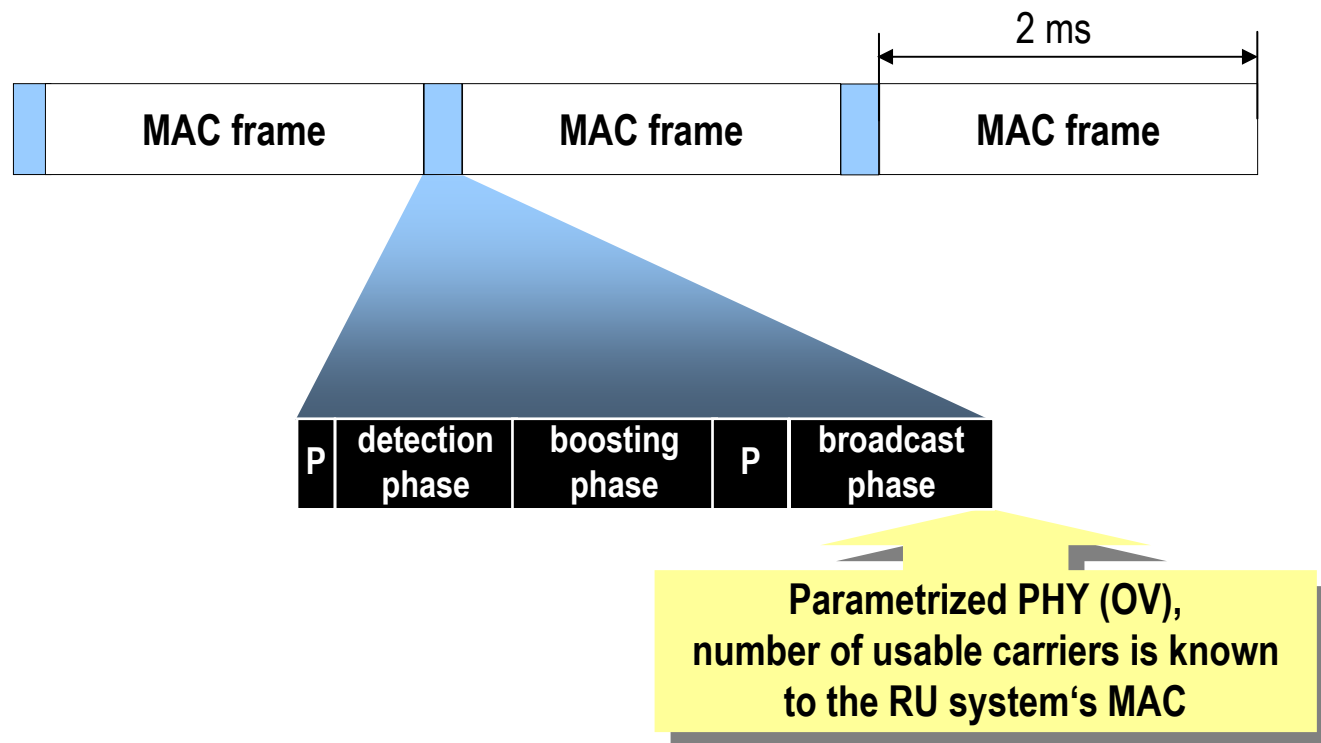 2 ms
MAC frame
MAC frame
MAC frame
P
detection
phase
boosting
phase
P
broadcast
phase
Parametrized PHY (OV),
number of usable carriers is known
to the RU system‘s MAC